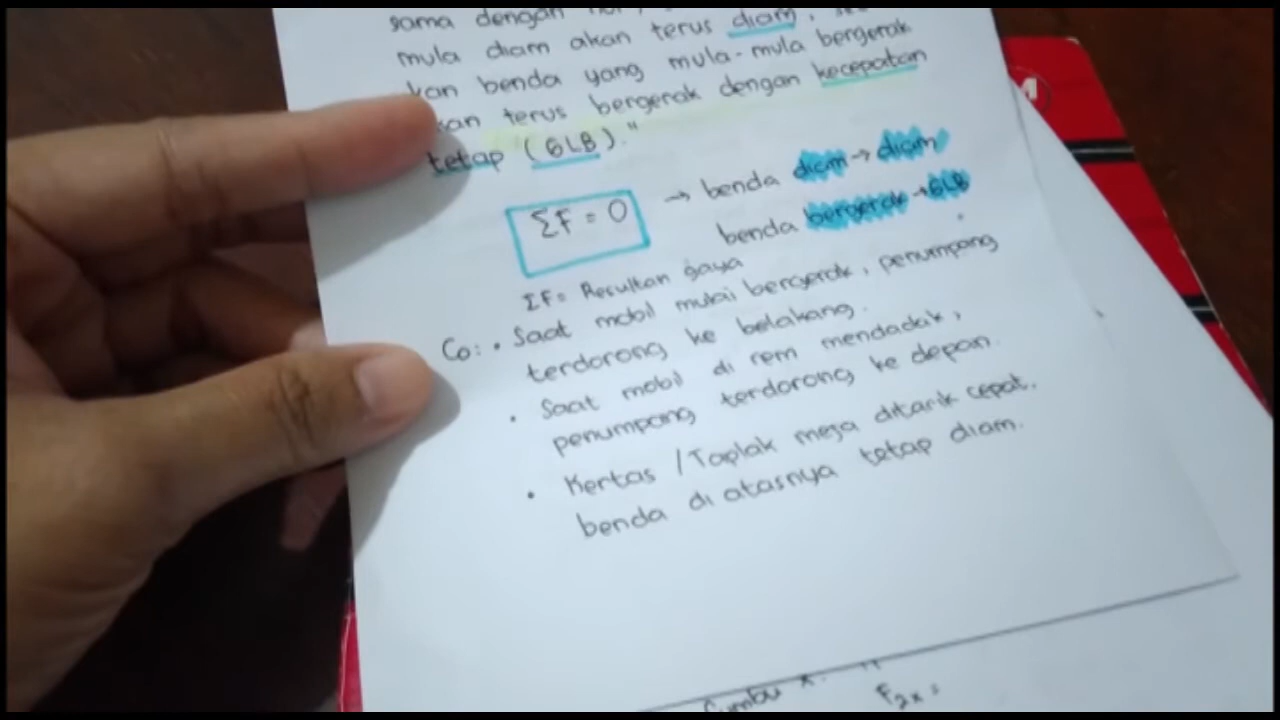 sama dengan
mula diam akan terus diam,
kan benda yang mula-mula bergerak
kan terus bergerak dengan kecepatan
tetap (GLB)."
ΣF = 0 → benda diam → diam
benda bergerak → GLB
ΣF = Resultan gaya
Co: • Saat mobil mulai bergerak, penumpang
terdorong ke belakang.
• Saat mobil di rem mendadak,
penumpang terdorong ke depan.
• Kertas / Taplak meja ditarik cepat,
benda di atasnya tetap diam.
Sumbu x.
F2x =